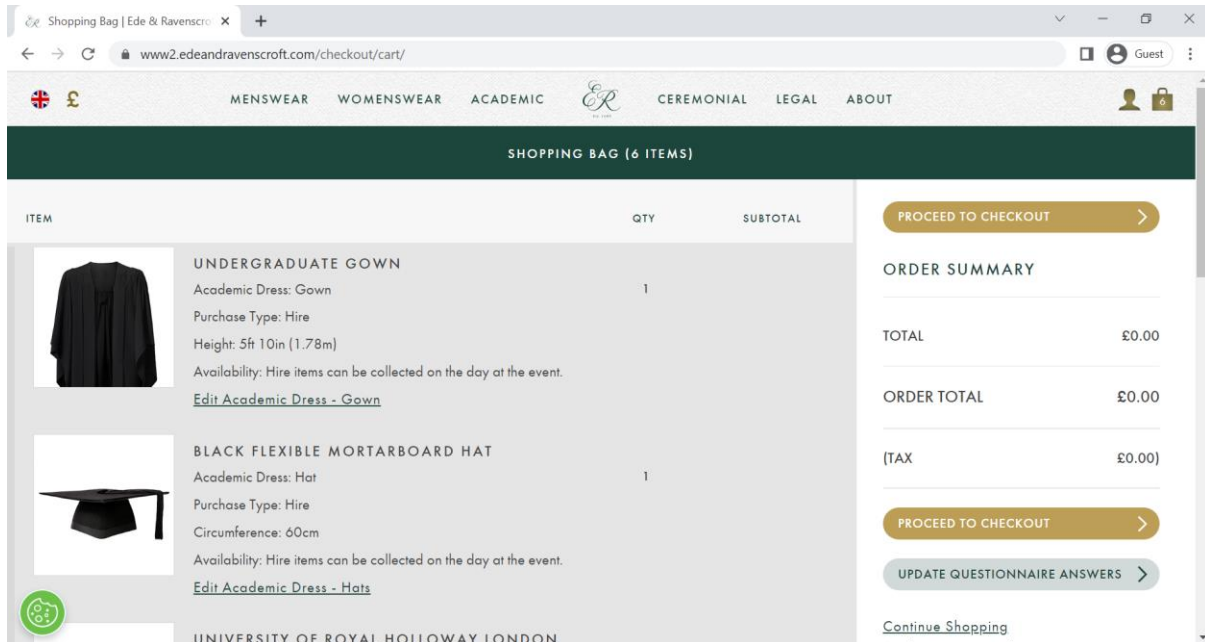 Shopping Bag | Ede & Ravenscro
www2.edeandravenscroft.com/checkout/cart/
Guest
£
MENSWEAR WOMENSWEAR ACADEMIC ER CEREMONIAL LEGAL ABOUT
6
SHOPPING BAG (6 ITEMS)
ITEM QTY SUBTOTAL
UNDERGRADUATE GOWN
Academic Dress: Gown 1
Purchase Type: Hire
Height: 5ft 10in (1.78m)
Availability: Hire items can be collected on the day at the event.
Edit Academic Dress - Gown
BLACK FLEXIBLE MORTARBOARD HAT
Academic Dress: Hat 1
Purchase Type: Hire
Circumference: 60cm
Availability: Hire items can be collected on the day at the event.
Edit Academic Dress - Hats
UNIVERSITY OF ROYAL HOLLOWAY LONDON
PROCEED TO CHECKOUT
ORDER SUMMARY
TOTAL £0.00
ORDER TOTAL £0.00
(TAX £0.00)
PROCEED TO CHECKOUT
UPDATE QUESTIONNAIRE ANSWERS
Continue Shopping